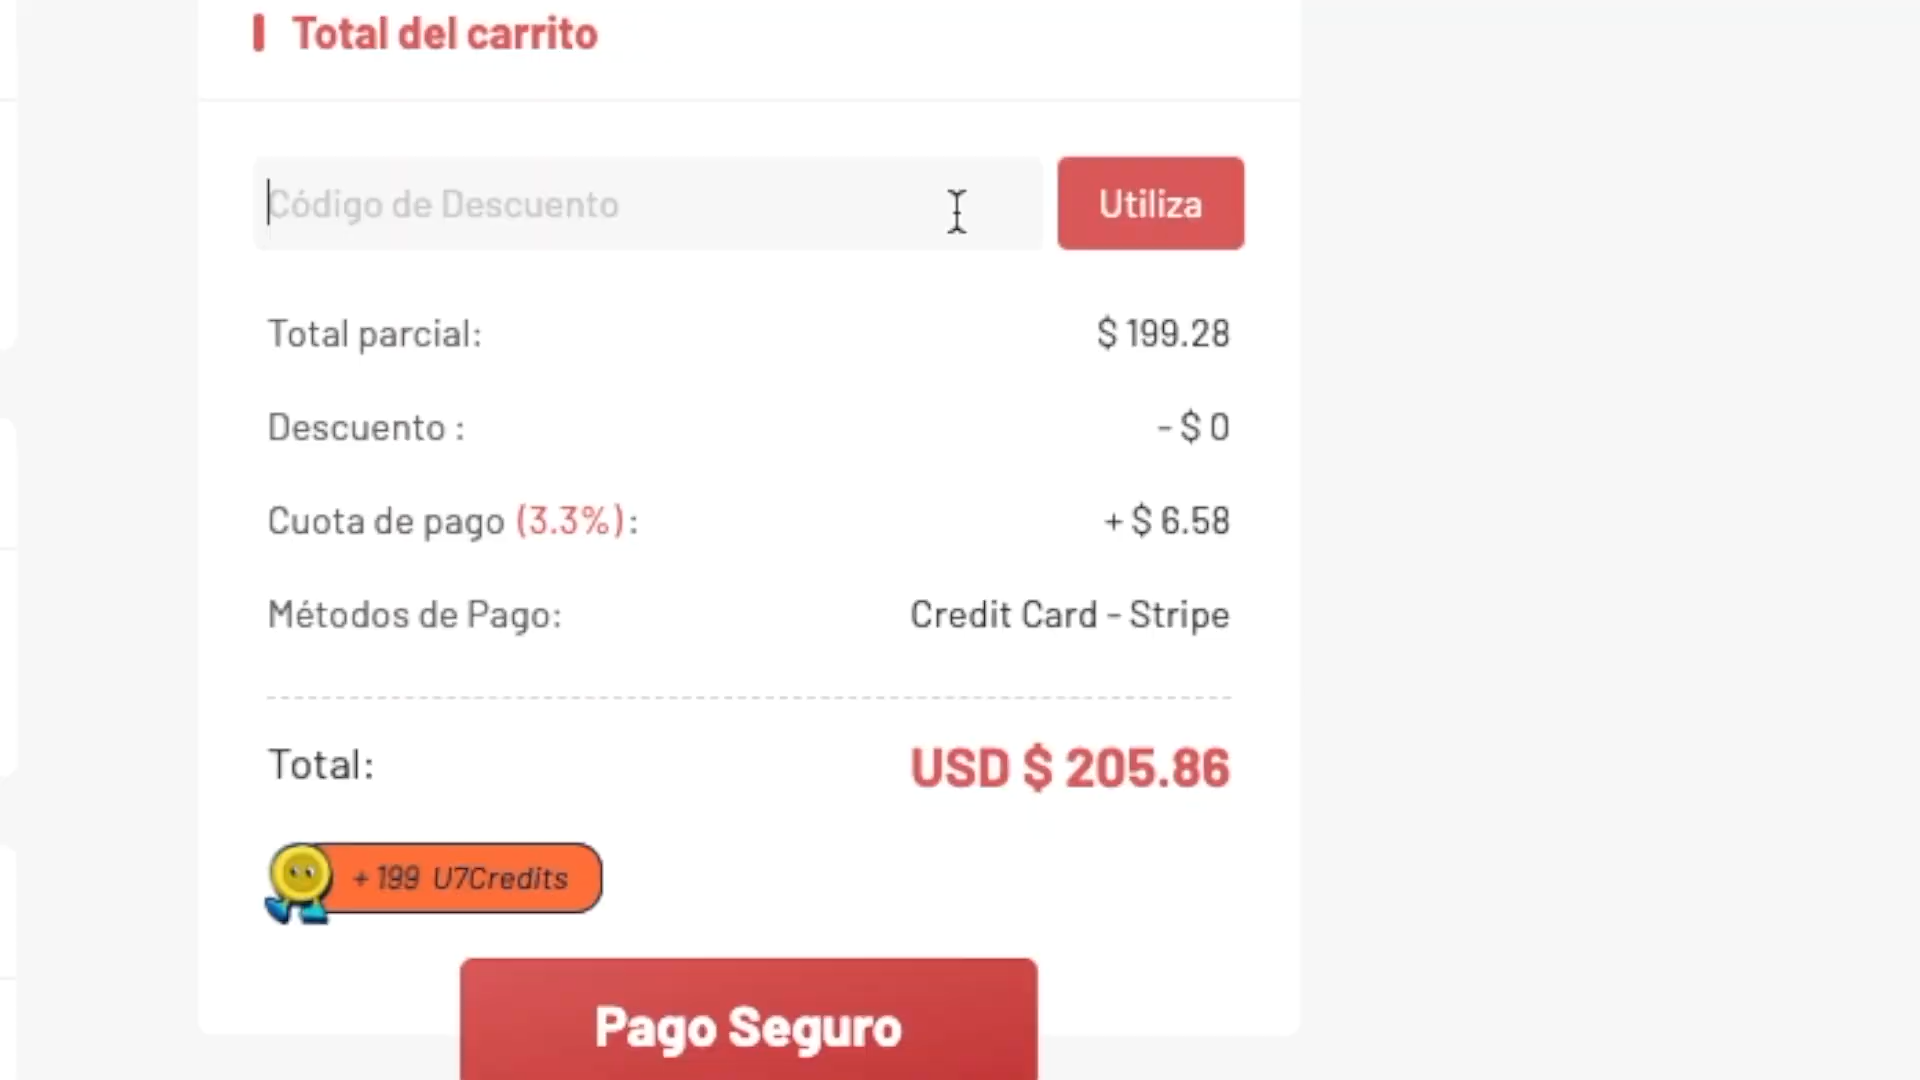 Total del carrito
Código de Descuento
Utiliza
Total parcial: $ 199.28
Descuento : - $ 0
Cuota de pago (3.3%) : + $ 6.58
Métodos de Pago: Credit Card - Stripe
Total: USD $ 205.86
+ 199 U7Credits
Pago Seguro